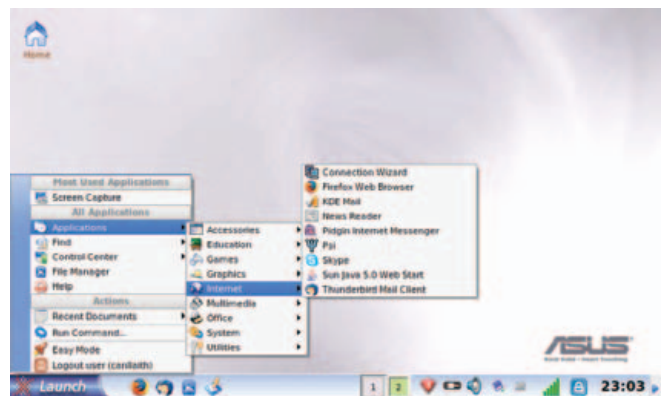 Home
Most Used Applications
Screen Capture
All Applications
Applications
Find
Control Center
File Manager
Help
Actions
Recent Documents
Run Command...
Easy Mode
Logout user (canllaith)
Accessories
Education
Games
Graphics
Internet
Multimedia
Office
System
Utilities
Connection Wizard
Firefox Web Browser
KDE Mail
News Reader
Pidgin Internet Messenger
Psi
Skype
Sun Java 5.0 Web Start
Thunderbird Mail Client
ASUS
Launch
1
2
23:03